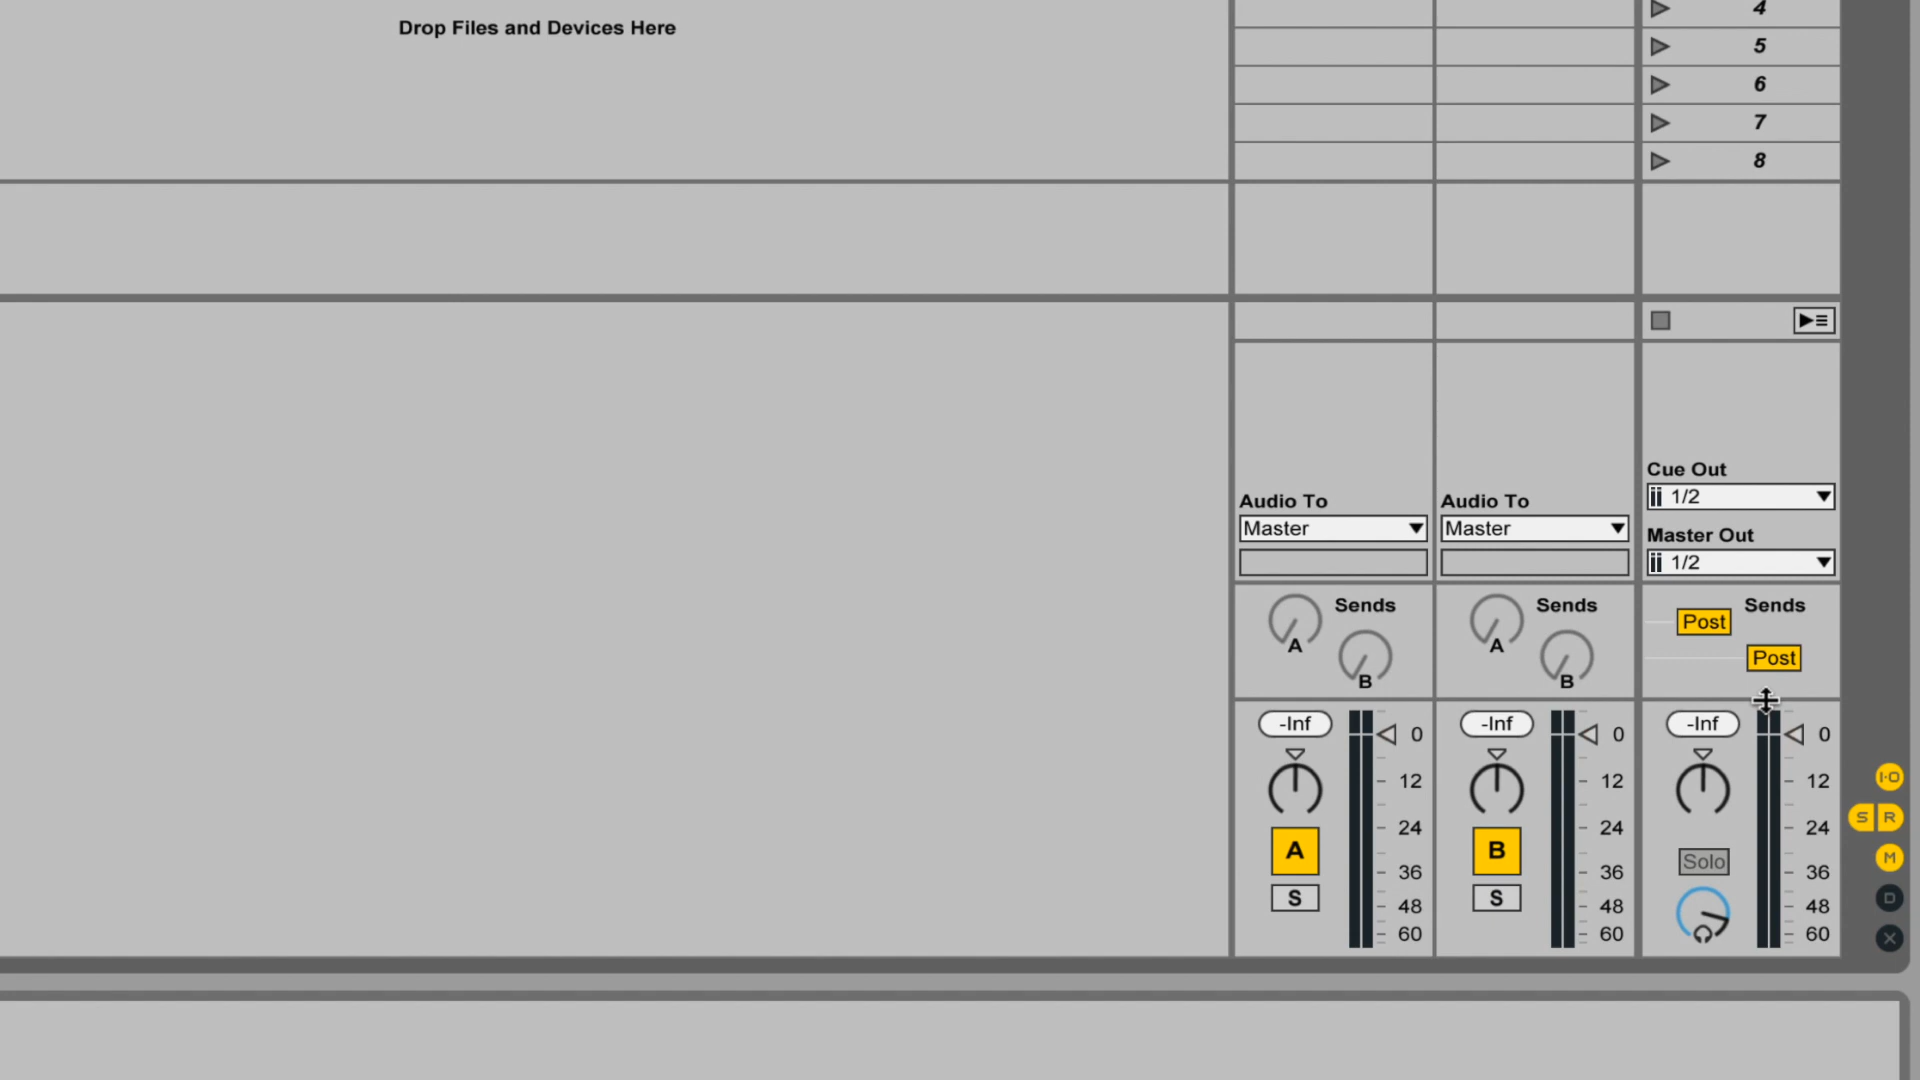 Drop Files and Devices Here
4
5
6
7
8
Cue Out
1/2
Audio To
Audio To
Master
Master
Master Out
1/2
Sends
A
B
Sends
A
B
Sends
Post
Post
-Inf
0
12
24
36
48
60
A
S
-Inf
0
12
24
36
48
60
B
S
-Inf
0
12
24
36
48
60
Solo
I·O
S R
M
D
X